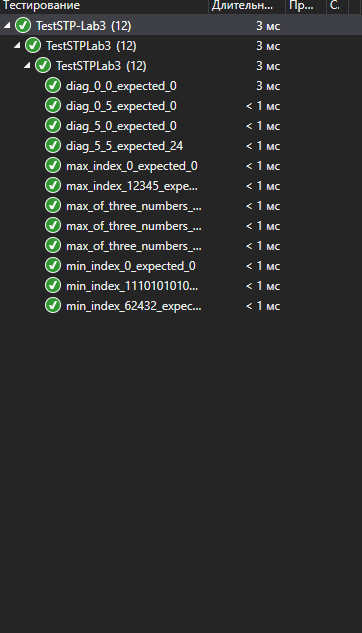 Тестирование Длительн... Пр... С.
TestSTP-Lab3 (12) 3 мс
TestSTPLab3 (12) 3 мс
TestSTPLab3 (12) 3 мс
diag_0_0_expected_0 3 мс
diag_0_5_expected_0 < 1 мс
diag_5_0_expected_0 < 1 мс
diag_5_5_expected_24 < 1 мс
max_index_0_expected_0 < 1 мс
max_index_12345_expe... < 1 мс
max_of_three_numbers_... < 1 мс
max_of_three_numbers_... < 1 мс
max_of_three_numbers_... < 1 мс
min_index_0_expected_0 < 1 мс
min_index_1110101010... < 1 мс
min_index_62432_expec... < 1 мс